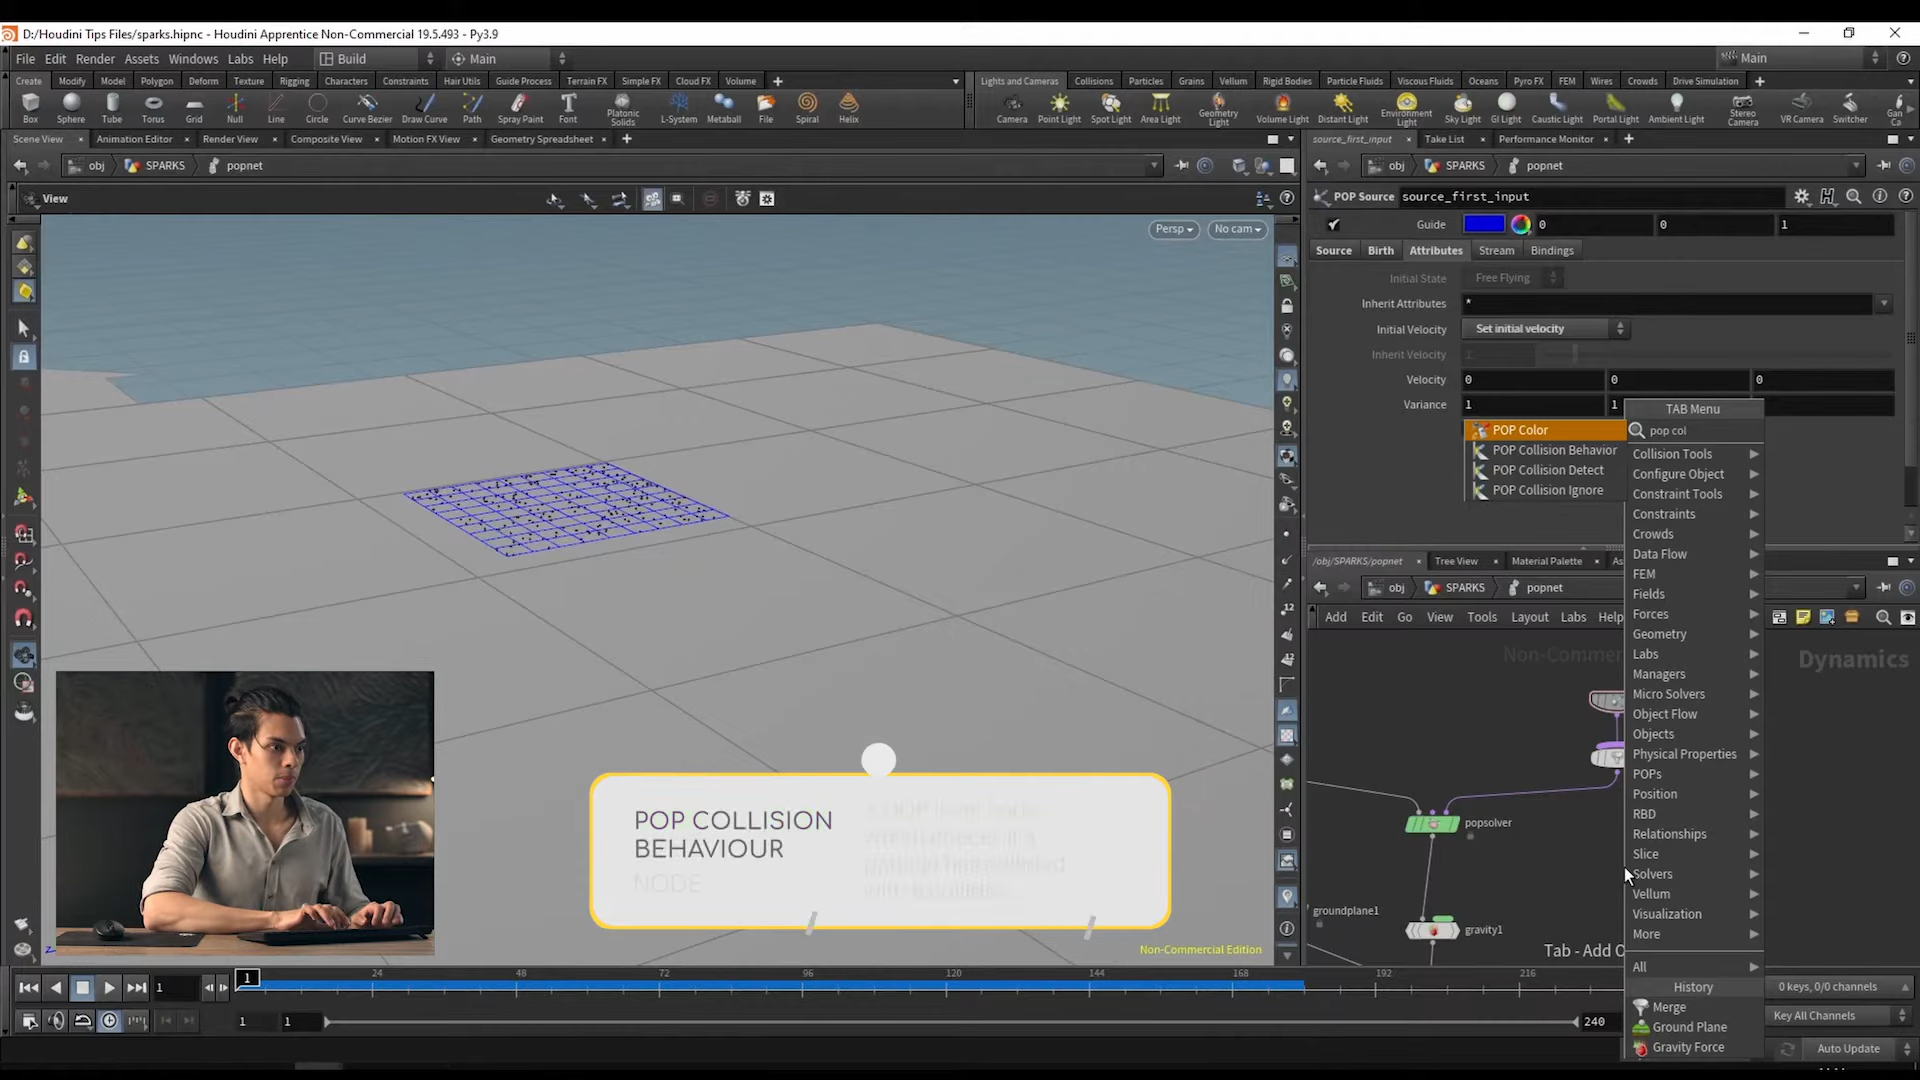 D:/Houdini Tips Files/sparks.hipnc - Houdini Apprentice Non-Commercial 19.5.493 - Py3.9
File Edit Render Assets Windows Labs Help Build Main Main
Create Modify Model Polygon Deform Texture Rigging Characters Constraints Hair Utils Guide Process Terrain FX Simple FX Cloud FX Volume
Lights and Cameras Collisions Particles Grains Vellum Rigid Bodies Particle Fluids Viscous Fluids Oceans Pyro FX FEM Wires Crowds Drive Simulation
Box Sphere Tube Torus Grid Null Line Circle Curve Bezier Draw Curve Path Spray Paint Font Platonic Solids L-System Metaball File Spiral Helix
Camera Point Light Spot Light Area Light Geometry Light Volume Light Distant Light Environment Light Sky Light GI Light Caustic Light Portal Light Ambient Light Stereo Camera VR Camera Switcher
Scene View Animation Editor Render View Composite View Motion FX View Geometry Spreadsheet
source_first_input Take List Performance Monitor
obj SPARKS popnet
obj SPARKS popnet
View
POP Source source_first_input
Persp No cam
Guide 0 0 1
Source Birth Attributes Stream Bindings
Initial State Free Flying
Inherit Attributes *
Initial Velocity Set initial velocity
Inherit Velocity
Velocity 0 0 0
Variance 1 1
TAB Menu
pop col
POP Color
POP Collision Behavior
POP Collision Detect
POP Collision Ignore
Collision Tools
Configure Object
Constraint Tools
Constraints
Crowds
Data Flow
FEM
Fields
Forces
Geometry
Labs
Managers
Micro Solvers
Object Flow
Objects
Physical Properties
POPs
Position
RBD
Relationships
Slice
Solvers
Vellum
Visualization
More
All
History
Merge
Ground Plane
Gravity Force
/obj/SPARKS/popnet Tree View Material Palette
obj SPARKS popnet
Add Edit Go View Tools Layout Labs Help
Dynamics
popsolver
groundplane1
gravity1
Tab - Add O
POP COLLISION
BEHAVIOUR
NODE
Non-Commercial Edition
1 24 48 72 96 120 144 168 192 216
1
1 1 240
0 keys, 0/0 channels
Key All Channels
Auto Update